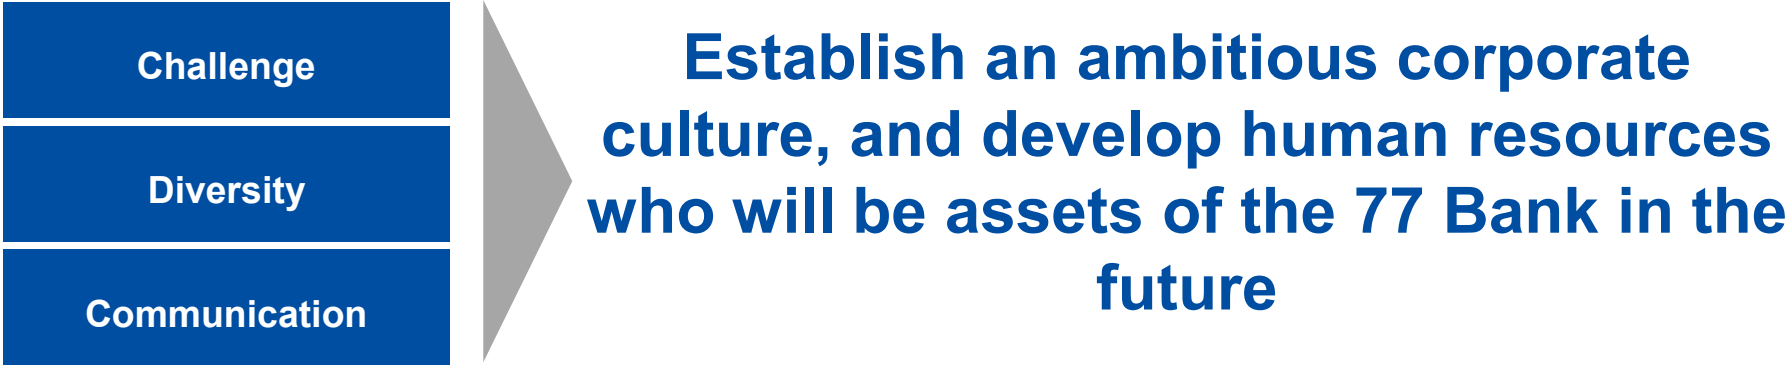 Challenge
Diversity
Communication
Establish an ambitious corporate
culture, and develop human resources
who will be assets of the 77 Bank in the
future